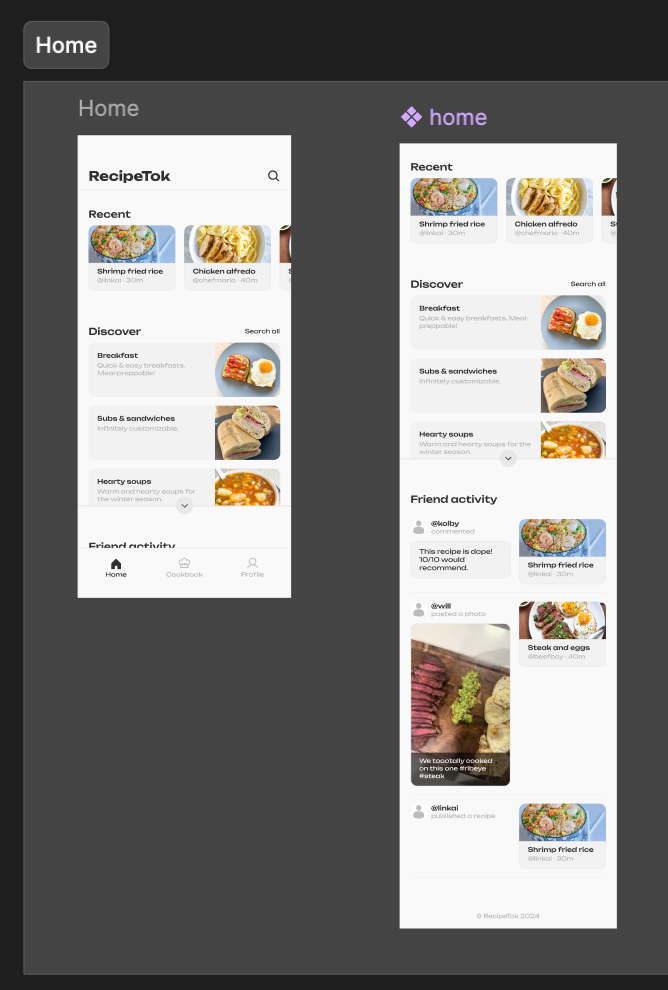 Home
Home
RecipeTok
Recent
Shrimp fried rice
@linkai · 30m
Chicken alfredo
@chefmario · 40m
S
Discover
Search all
Breakfast
Quick & easy breakfasts.
Meal-preppable!
Subs & sandwiches
Infinitely customizable.
Hearty soups
Warm and hearty soups for
the winter season.
Friend activity
Home
Cookbook
Profile
home
Recent
Shrimp fried rice
@linkai · 30m
Chicken alfredo
@chefmario · 40m
Discover
Search all
Breakfast
Quick & easy breakfasts. Meal-
preppable!
Subs & sandwiches
Infinitely customizable.
Hearty soups
Warm and hearty soups for the
winter season.
Friend activity
@kolby
commented
This recipe is dope!
10/10 would
recommend.
Shrimp fried rice
@linkai · 30m
@will
posted a photo
We toootally cooked
on this one #ribeye
#steak
Steak and eggs
@beefboy · 40m
@linkai
published a recipe
Shrimp fried rice
@linkai · 30m
© RecipeTok 2024